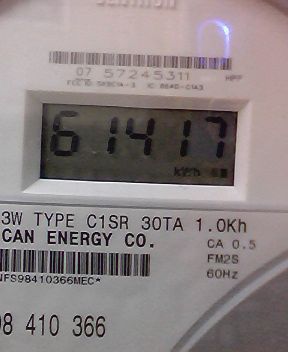 07 57245311 HPF
61417
kWh
3W TYPE C1SR 30TA 1.0Kh
CAN ENERGY CO.
CA 0.5
FM2S
60Hz
NFS98410366MEC*
98 410 366